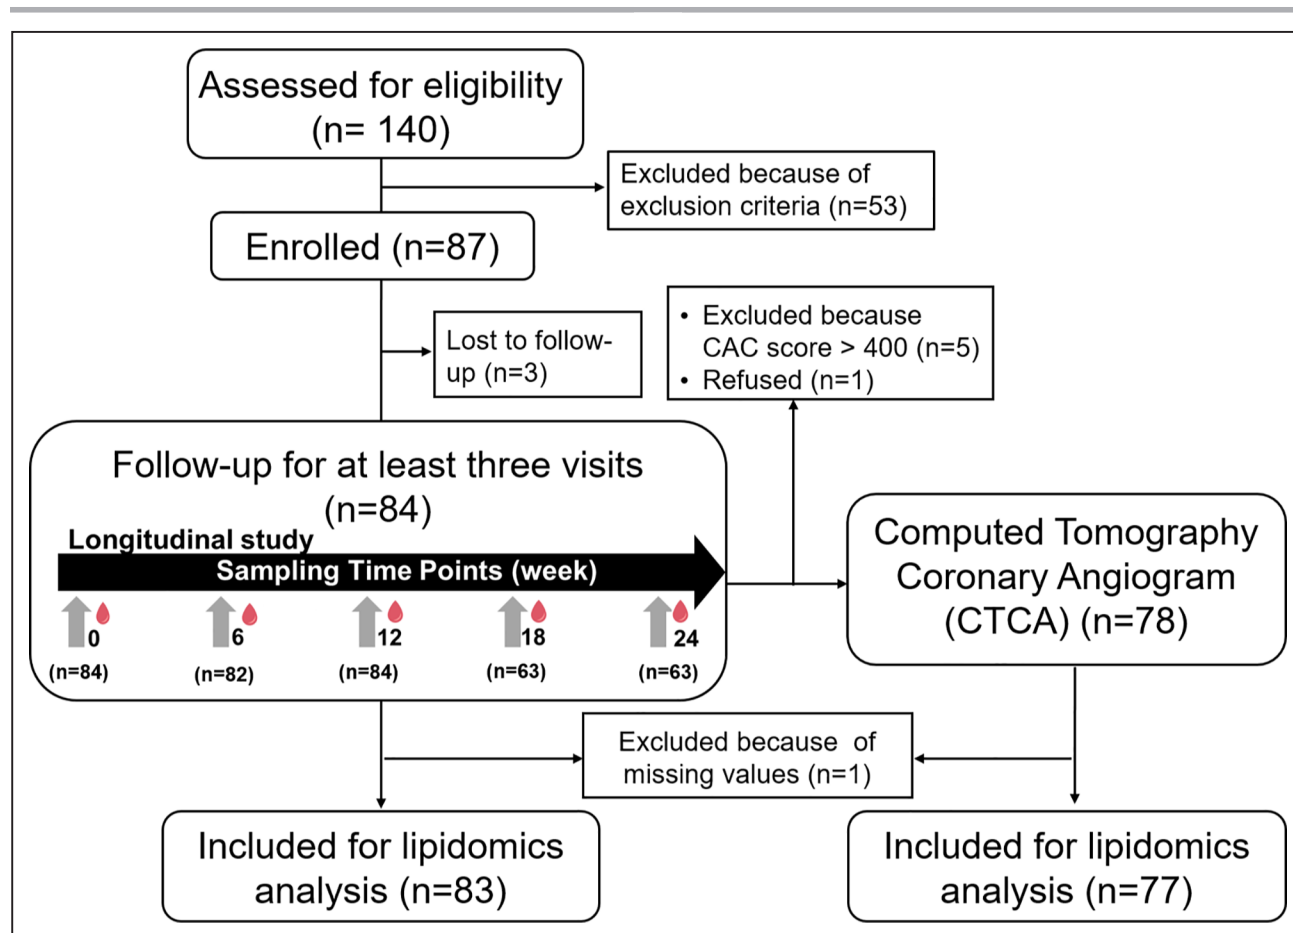 Assessed for eligibility
(n= 140)
Excluded because of
exclusion criteria (n=53)
Enrolled (n=87)
Lost to follow-
up (n=3)
• Excluded because
CAC score > 400 (n=5)
• Refused (n=1)
Follow-up for at least three visits
(n=84)
Longitudinal study
Sampling Time Points (week)
0 6 12 18 24
(n=84) (n=82) (n=84) (n=63) (n=63)
Computed Tomography
Coronary Angiogram
(CTCA) (n=78)
Excluded because of
missing values (n=1)
Included for lipidomics
analysis (n=83)
Included for lipidomics
analysis (n=77)